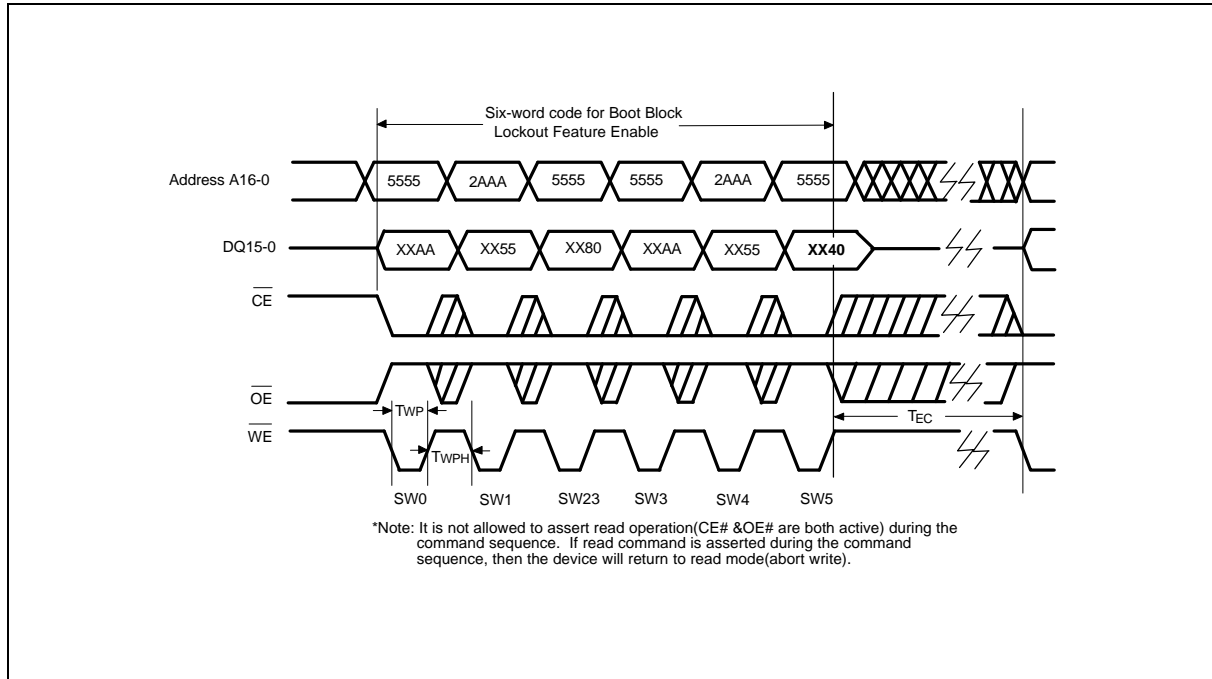 Six-word code for Boot Block
Lockout Feature Enable
Address A16-0
5555
2AAA
5555
5555
2AAA
5555
DQ15-0
XXAA
XX55
XX80
XXAA
XX55
XX40
CE
OE
TWP
TEC
WE
TWPH
SW0
SW1
SW23
SW3
SW4
SW5
*Note: It is not allowed to assert read operation(CE# &OE# are both active) during the
command sequence. If read command is asserted during the command
sequence, then the device will return to read mode(abort write).